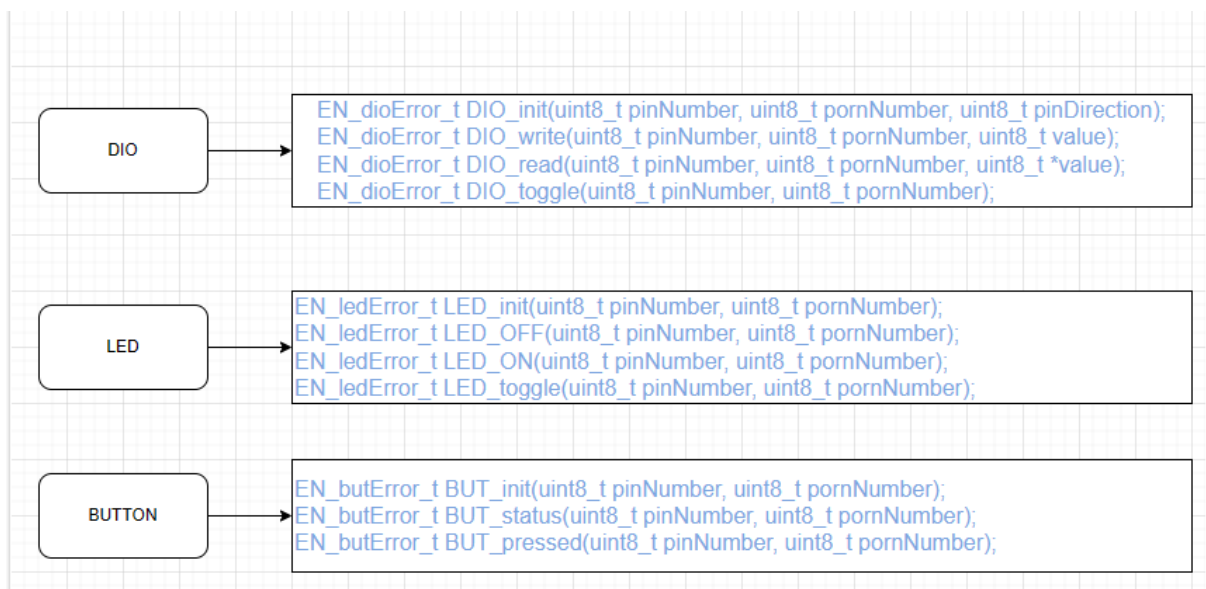 DIO
EN_dioError_t DIO_init(uint8_t pinNumber, uint8_t pornNumber, uint8_t pinDirection);
EN_dioError_t DIO_write(uint8_t pinNumber, uint8_t pornNumber, uint8_t value);
EN_dioError_t DIO_read(uint8_t pinNumber, uint8_t pornNumber, uint8_t *value);
EN_dioError_t DIO_toggle(uint8_t pinNumber, uint8_t pornNumber);
LED
EN_ledError_t LED_init(uint8_t pinNumber, uint8_t pornNumber);
EN_ledError_t LED_OFF(uint8_t pinNumber, uint8_t pornNumber);
EN_ledError_t LED_ON(uint8_t pinNumber, uint8_t pornNumber);
EN_ledError_t LED_toggle(uint8_t pinNumber, uint8_t pornNumber);
BUTTON
EN_butError_t BUT_init(uint8_t pinNumber, uint8_t pornNumber);
EN_butError_t BUT_status(uint8_t pinNumber, uint8_t pornNumber);
EN_butError_t BUT_pressed(uint8_t pinNumber, uint8_t pornNumber);